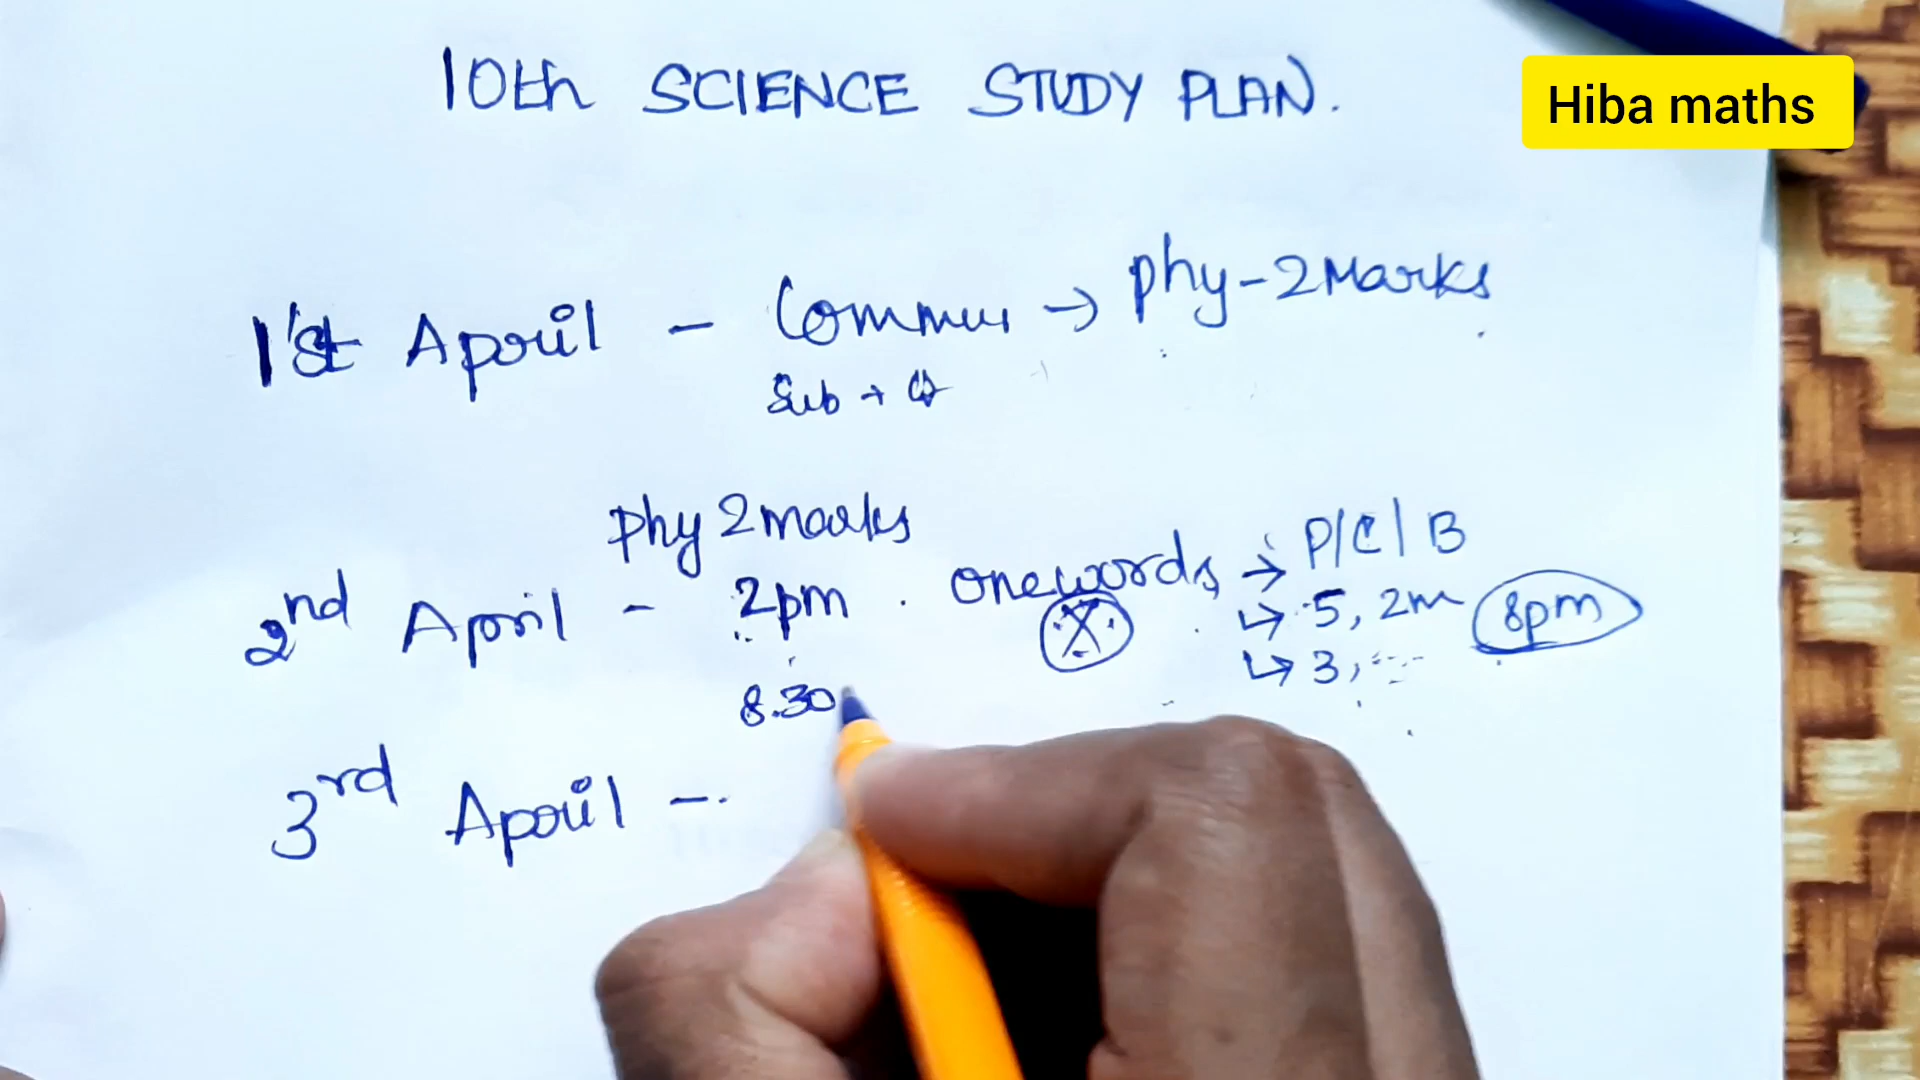 10th SCIENCE STUDY PLAN.
Hiba maths
1st April - → Phy-2Marks
Sub +
Phy 2marks
2nd April - 2pm. onewords → P/C/B
↳ 5, 2m 8pm
↳ 3,
8.30
3rd April -